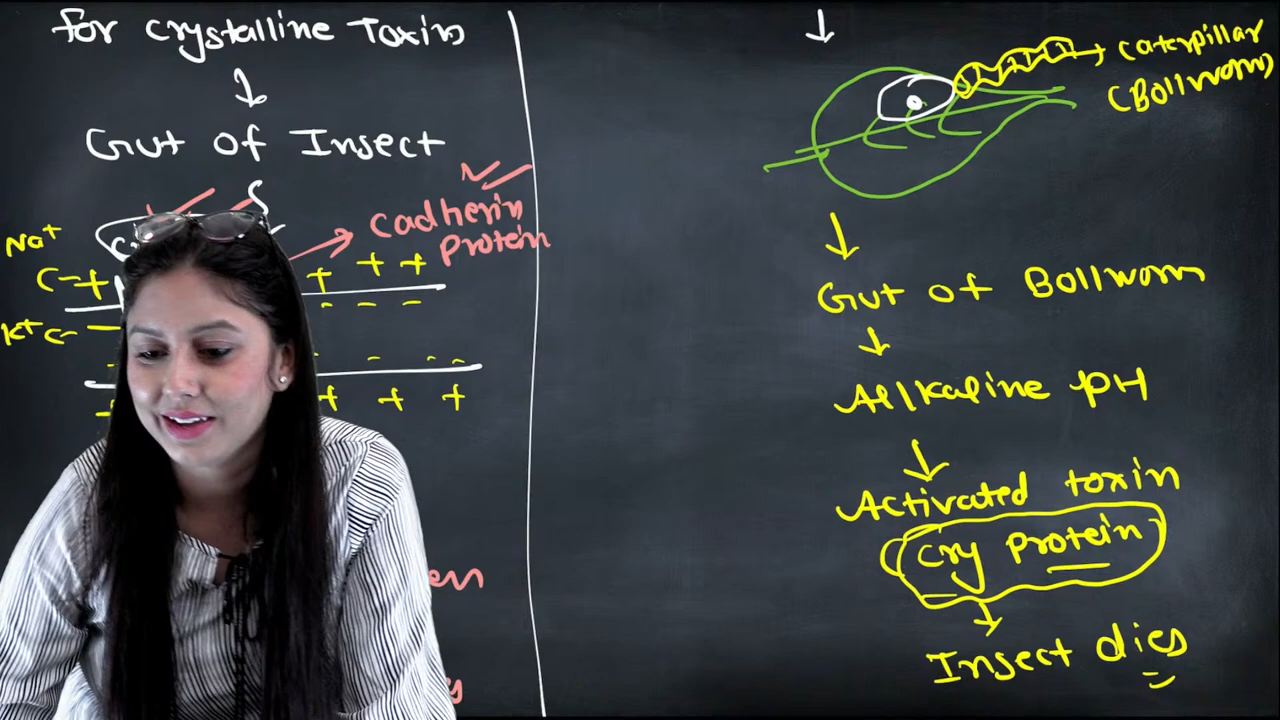 for Crystalline Toxin
Gut of Insect
Cadherin
protein
Na+
K+
Caterpillar
(Bollworm)
Gut of Bollworm
Alkaline pH
Activated toxin
Cry protein
Insect dies